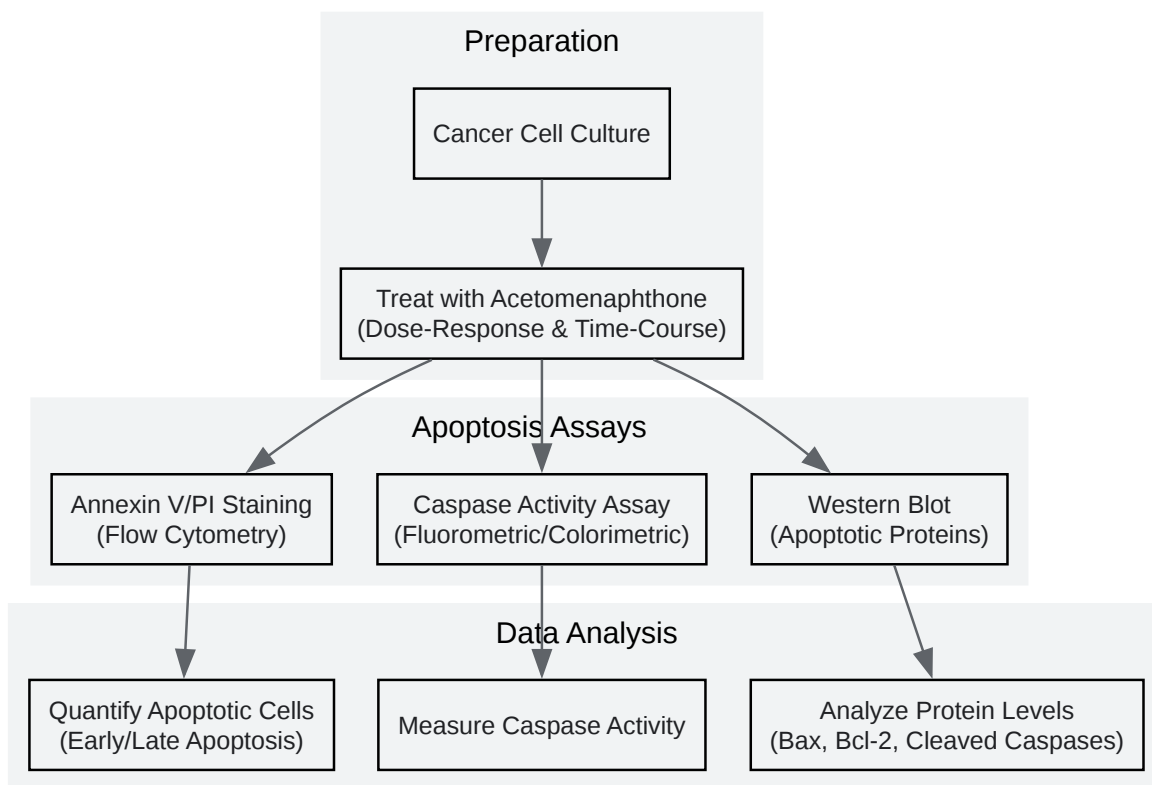 Preparation
Cancer Cell Culture
Treat with Acetomenaphthone
(Dose-Response & Time-Course)
Apoptosis Assays
Annexin V/PI Staining
(Flow Cytometry)
Caspase Activity Assay
(Fluorometric/Colorimetric)
Western Blot
(Apoptotic Proteins)
Data Analysis
Quantify Apoptotic Cells
(Early/Late Apoptosis)
Measure Caspase Activity
Analyze Protein Levels
(Bax, Bcl-2, Cleaved Caspases)